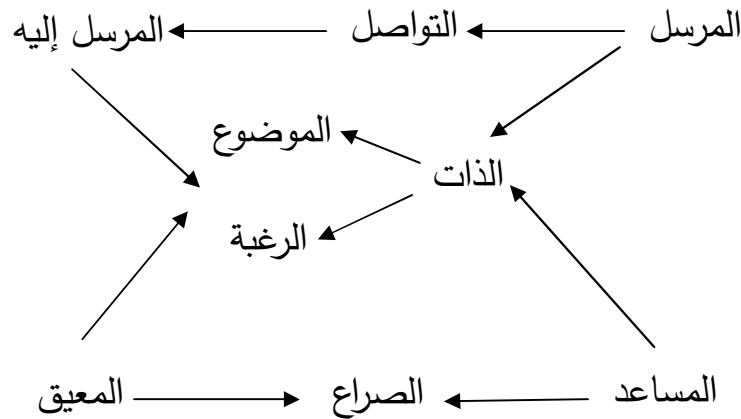 المرسل التواصل المرسل إليه
الموضوع
الذات
الرغبة
المساعد الصراع المعيق